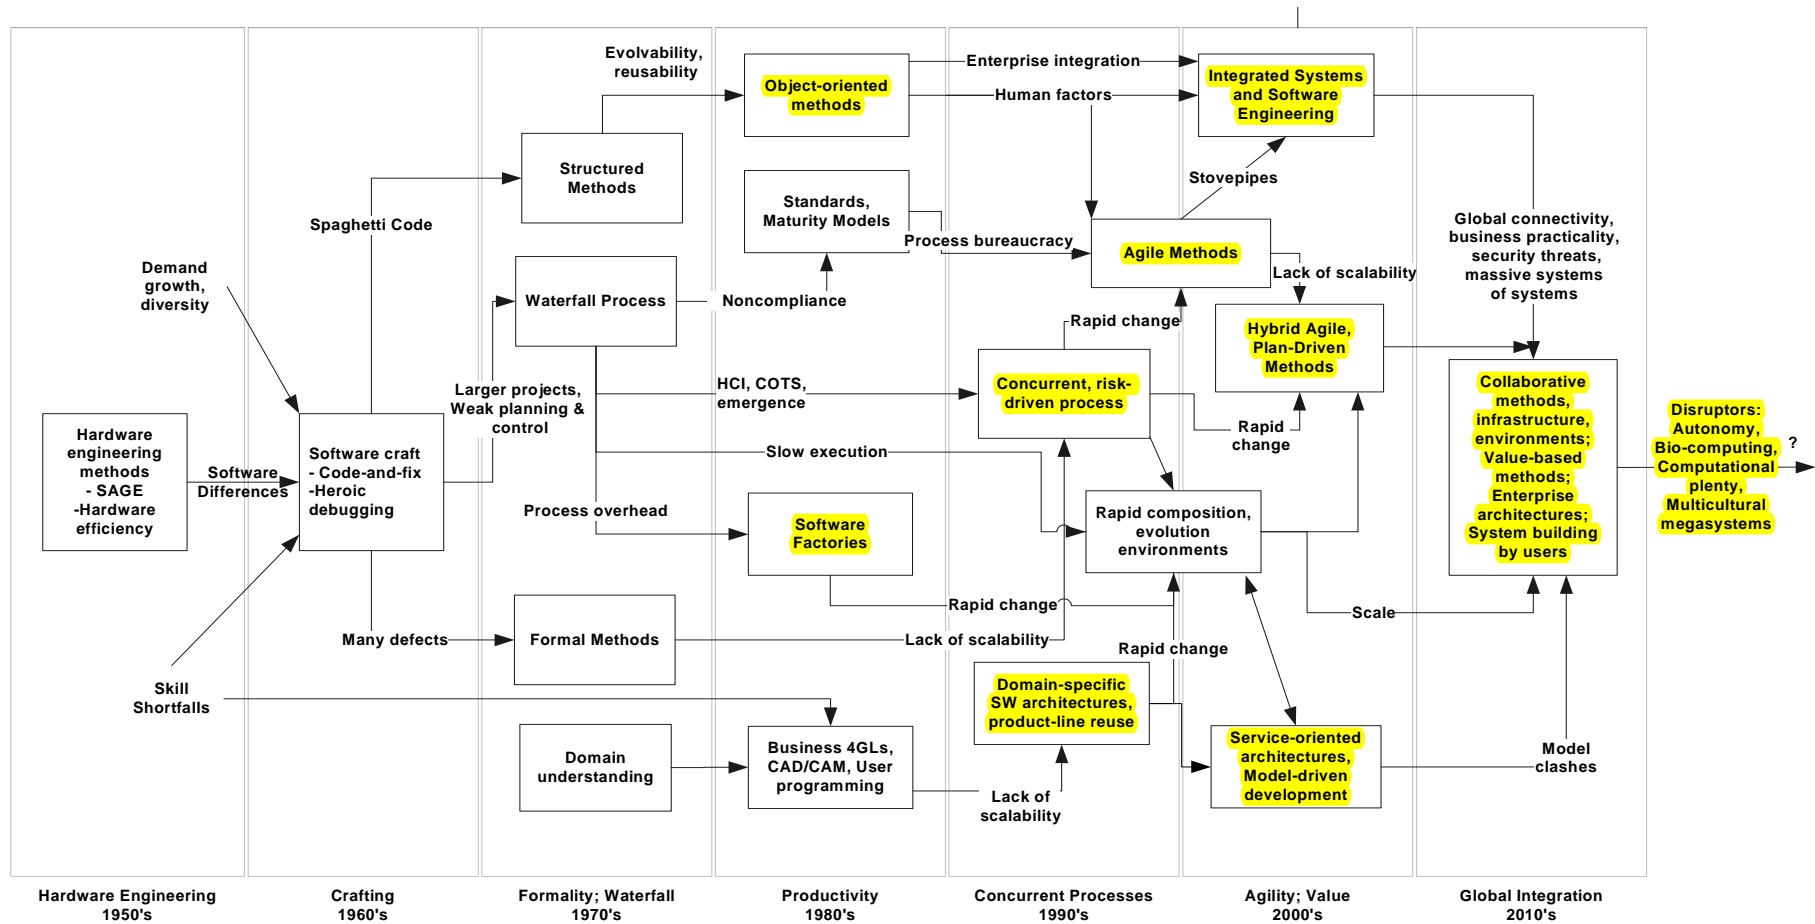 Evolvability,
reusability
Object-oriented
methods
Enterprise integration
Human factors
Integrated Systems
and Software
Engineering
Structured
Methods
Stovepipes
Standards,
Maturity Models
Spaghetti Code
Process bureaucracy
Agile Methods
Global connectivity,
business practicality,
security threats,
massive systems
of systems
Demand
growth,
diversity
Waterfall Process
Noncompliance
Lack of scalability
Rapid change
Hybrid Agile,
Plan-Driven
Methods
Larger projects,
Weak planning &
control
HCI, COTS,
emergence
Concurrent, risk-
driven process
Rapid
change
Collaborative
methods,
infrastructure,
environments;
Value-based
methods;
Enterprise
architectures;
System building
by users
Disruptors:
Autonomy,
Bio-computing,
Computational
plenty,
Multicultural
megasystems
?
Hardware
engineering
methods
- SAGE
-Hardware
efficiency
Software
Differences
Software craft
- Code-and-fix
-Heroic
debugging
Slow execution
Process overhead
Software
Factories
Rapid composition,
evolution
environments
Rapid change
Scale
Many defects
Formal Methods
Lack of scalability
Rapid change
Skill
Shortfalls
Domain-specific
SW architectures,
product-line reuse
Domain
understanding
Business 4GLs,
CAD/CAM, User
programming
Lack of
scalability
Service-oriented
architectures,
Model-driven
development
Model
clashes
Hardware Engineering
1950's
Crafting
1960's
Formality; Waterfall
1970's
Productivity
1980's
Concurrent Processes
1990's
Agility; Value
2000's
Global Integration
2010's